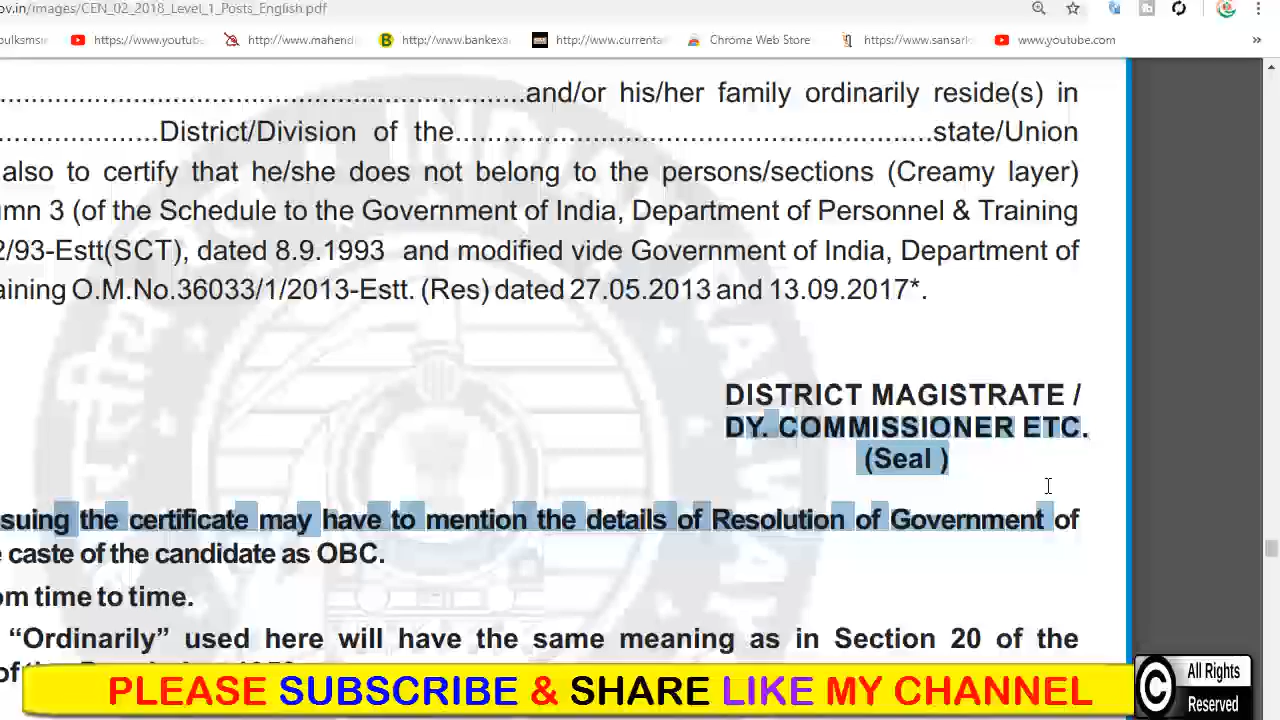 ov.in/images/CEN_02_2018_Level_1_Posts_English.pdf
bulksmsi https://www.youtub http://www.mahend http://www.bankexa http://www.currenta Chrome Web Store https://www.sansark www.youtube.com
and/or his/her family ordinarily reside(s) in
District/Division of the state/Union
also to certify that he/she does not belong to the persons/sections (Creamy layer)
umn 3 (of the Schedule to the Government of India, Department of Personnel & Training
2/93-Estt(SCT), dated 8.9.1993 and modified vide Government of India, Department of
aining O.M.No.36033/1/2013-Estt. (Res) dated 27.05.2013 and 13.09.2017*.
DISTRICT MAGISTRATE /
DY. COMMISSIONER ETC.
(Seal )
suing the certificate may have to mention the details of Resolution of Government of
e caste of the candidate as OBC.
om time to time.
“Ordinarily” used here will have the same meaning as in Section 20 of the
PLEASE SUBSCRIBE & SHARE LIKE MY CHANNEL
C All Rights
Reserved